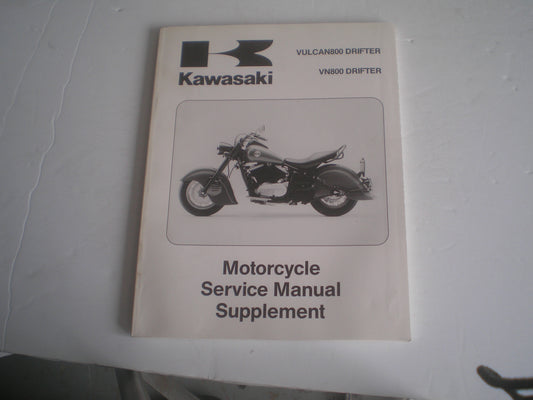 VULCAN800 DRIFTER
VN800 DRIFTER
Kawasaki
Motorcycle
Service Manual
Supplement